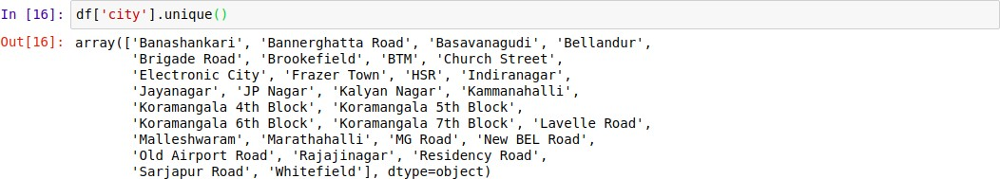 In [16]: df['city'].unique()
Out[16]: array(['Banashankari', 'Bannerghatta Road', 'Basavanagudi', 'Bellandur',
'Brigade Road', 'Brookefield', 'BTM', 'Church Street',
'Electronic City', 'Frazer Town', 'HSR', 'Indiranagar',
'Jayanagar', 'JP Nagar', 'Kalyan Nagar', 'Kammanahalli',
'Koramangala 4th Block', 'Koramangala 5th Block',
'Koramangala 6th Block', 'Koramangala 7th Block', 'Lavelle Road',
'Malleshwaram', 'Marathahalli', 'MG Road', 'New BEL Road',
'Old Airport Road', 'Rajajinagar', 'Residency Road',
'Sarjapur Road', 'Whitefield'], dtype=object)